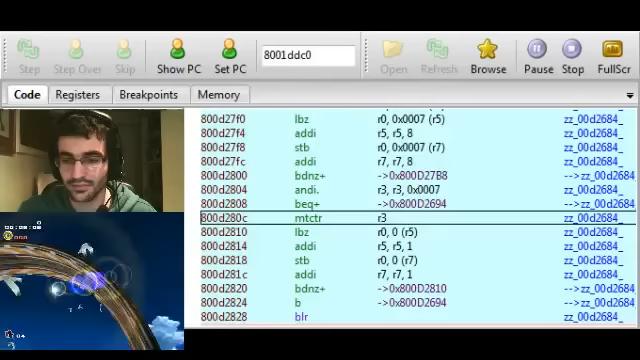 Step Step Over Skip Show PC Set PC 8001ddc0 Open Refresh Browse Pause Stop FullScr
Code Registers Breakpoints Memory
800d27f0 lbz r0, 0x0007 (r5) zz_00d2684_
800d27f4 addi r5, r5, 8 zz_00d2684_
800d27f8 stb r0, 0x0007 (r7) zz_00d2684_
800d27fc addi r7, r7, 8 zz_00d2684_
800d2800 bdnz+ ->0x800D27B8 -->zz_00d2684_
800d2804 andi. r3, r3, 0x0007 zz_00d2684_
800d2808 beq+ ->0x800D2694 -->zz_00d2684_
800d280c mtctr r3 zz_00d2684_
800d2810 lbz r0, 0 (r5) zz_00d2684_
800d2814 addi r5, r5, 1 zz_00d2684_
800d2818 stb r0, 0 (r7) zz_00d2684_
800d281c addi r7, r7, 1 zz_00d2684_
800d2820 bdnz+ ->0x800D2810 -->zz_00d2684_
800d2824 b ->0x800D2694 -->zz_00d2684_
800d2828 blr zz_00d2684_